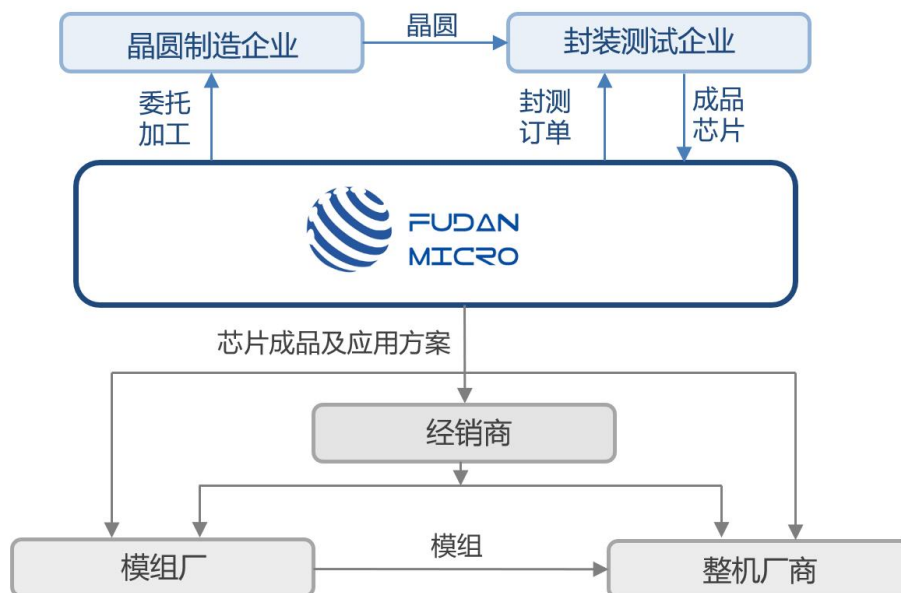 晶圆制造企业
晶圆
封装测试企业
委托
加工
封测
订单
成品
芯片
FUDAN
MICRO
芯片成品及应用方案
经销商
模组厂
模组
整机厂商